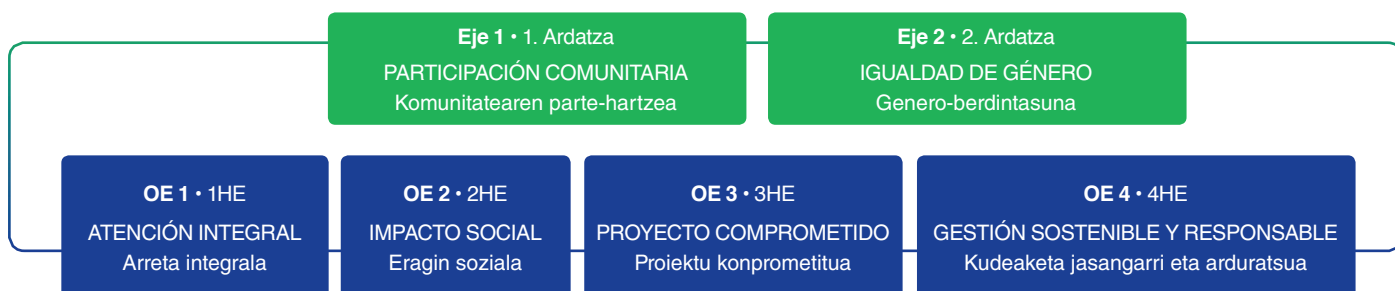 Eje 1 • 1. Ardatza
PARTICIPACIÓN COMUNITARIA
Komunitatearen parte-hartzea
Eje 2 • 2. Ardatza
IGUALDAD DE GÉNERO
Genero-berdintasuna
OE 1 • 1HE
ATENCIÓN INTEGRAL
Arreta integrala
OE 2 • 2HE
IMPACTO SOCIAL
Eragin soziala
OE 3 • 3HE
PROYECTO COMPROMETIDO
Proiektu konprometitua
OE 4 • 4HE
GESTIÓN SOSTENIBLE Y RESPONSABLE
Kudeaketa jasangarri eta arduratsua